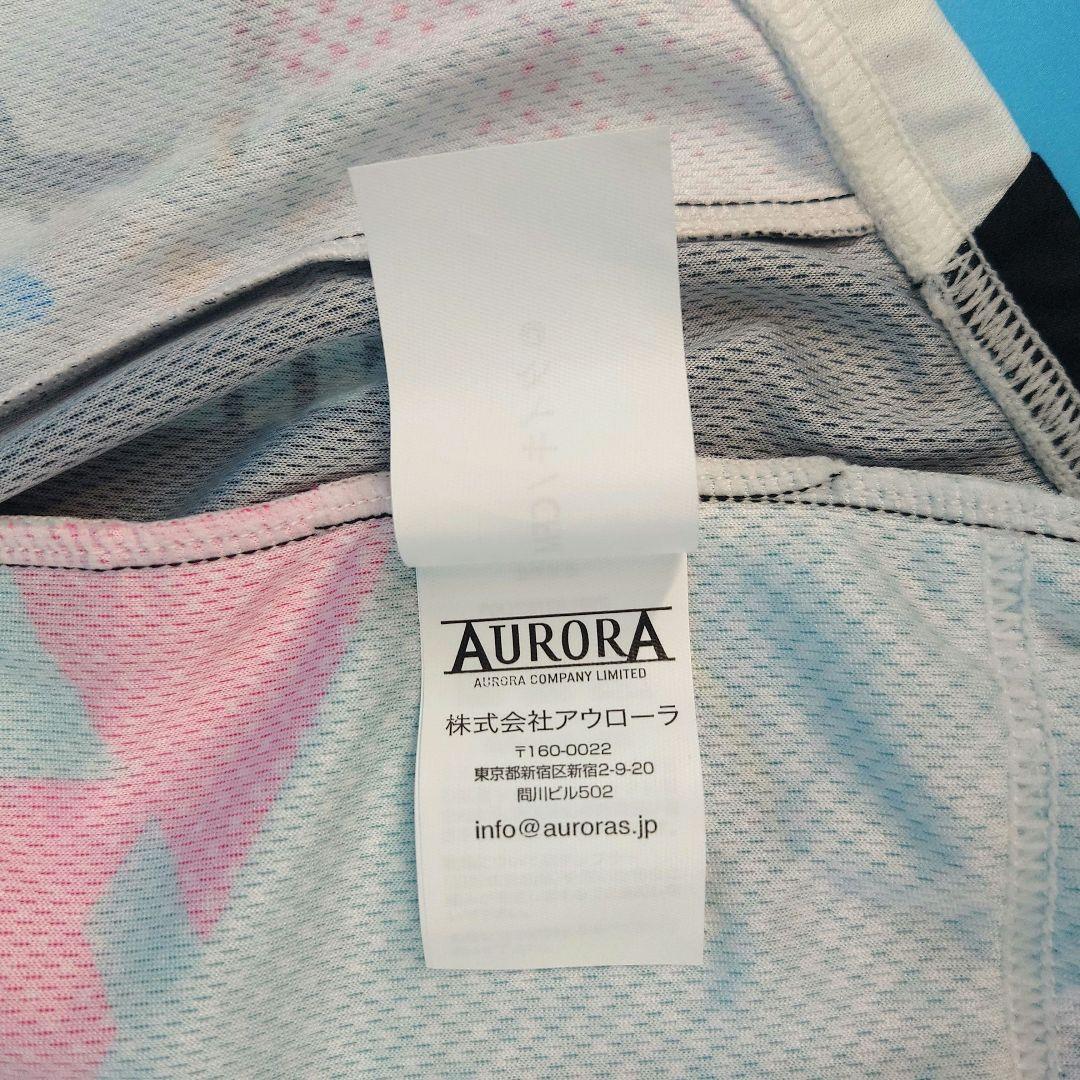 AURORA
AURORA COMPANY LIMITED
株式会社アウローラ
〒160-0022
東京都新宿区新宿2-9-20
問川ビル502
info@auroras.jp